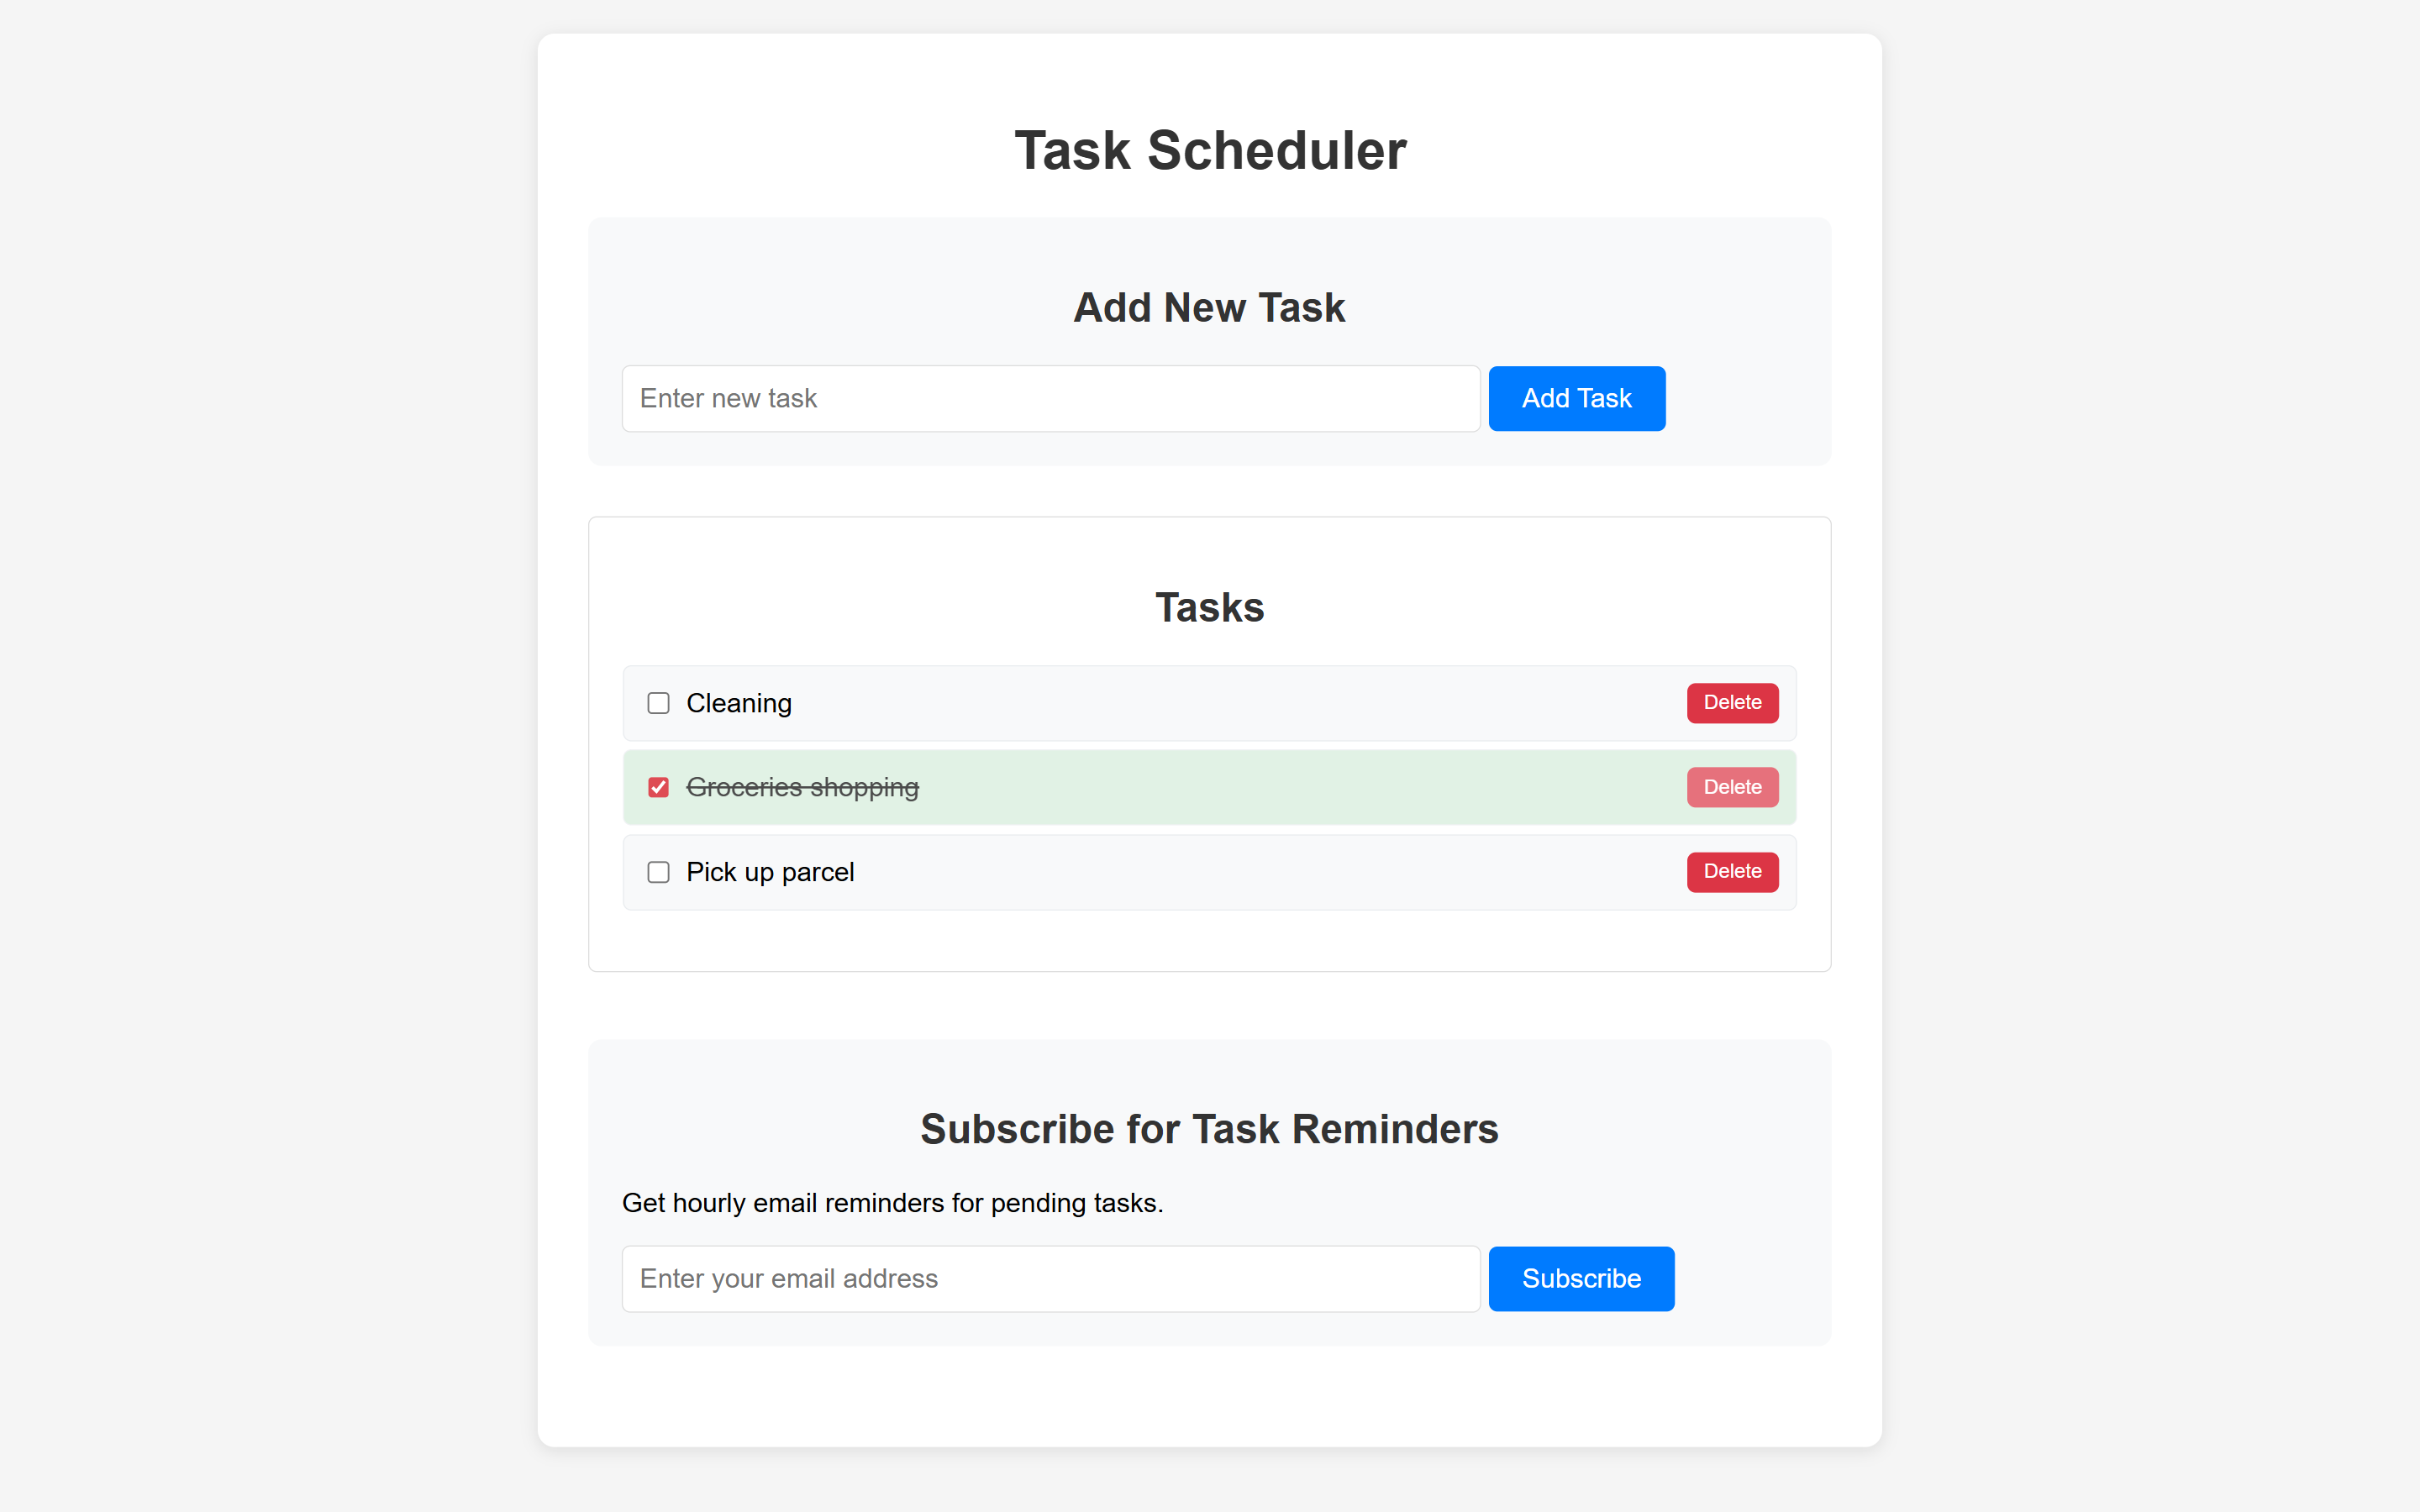 Task Scheduler
Add New Task
Enter new task
Add Task
Tasks
Cleaning
Delete
Groceries shopping
Delete
Pick up parcel
Delete
Subscribe for Task Reminders
Get hourly email reminders for pending tasks.
Enter your email address
Subscribe